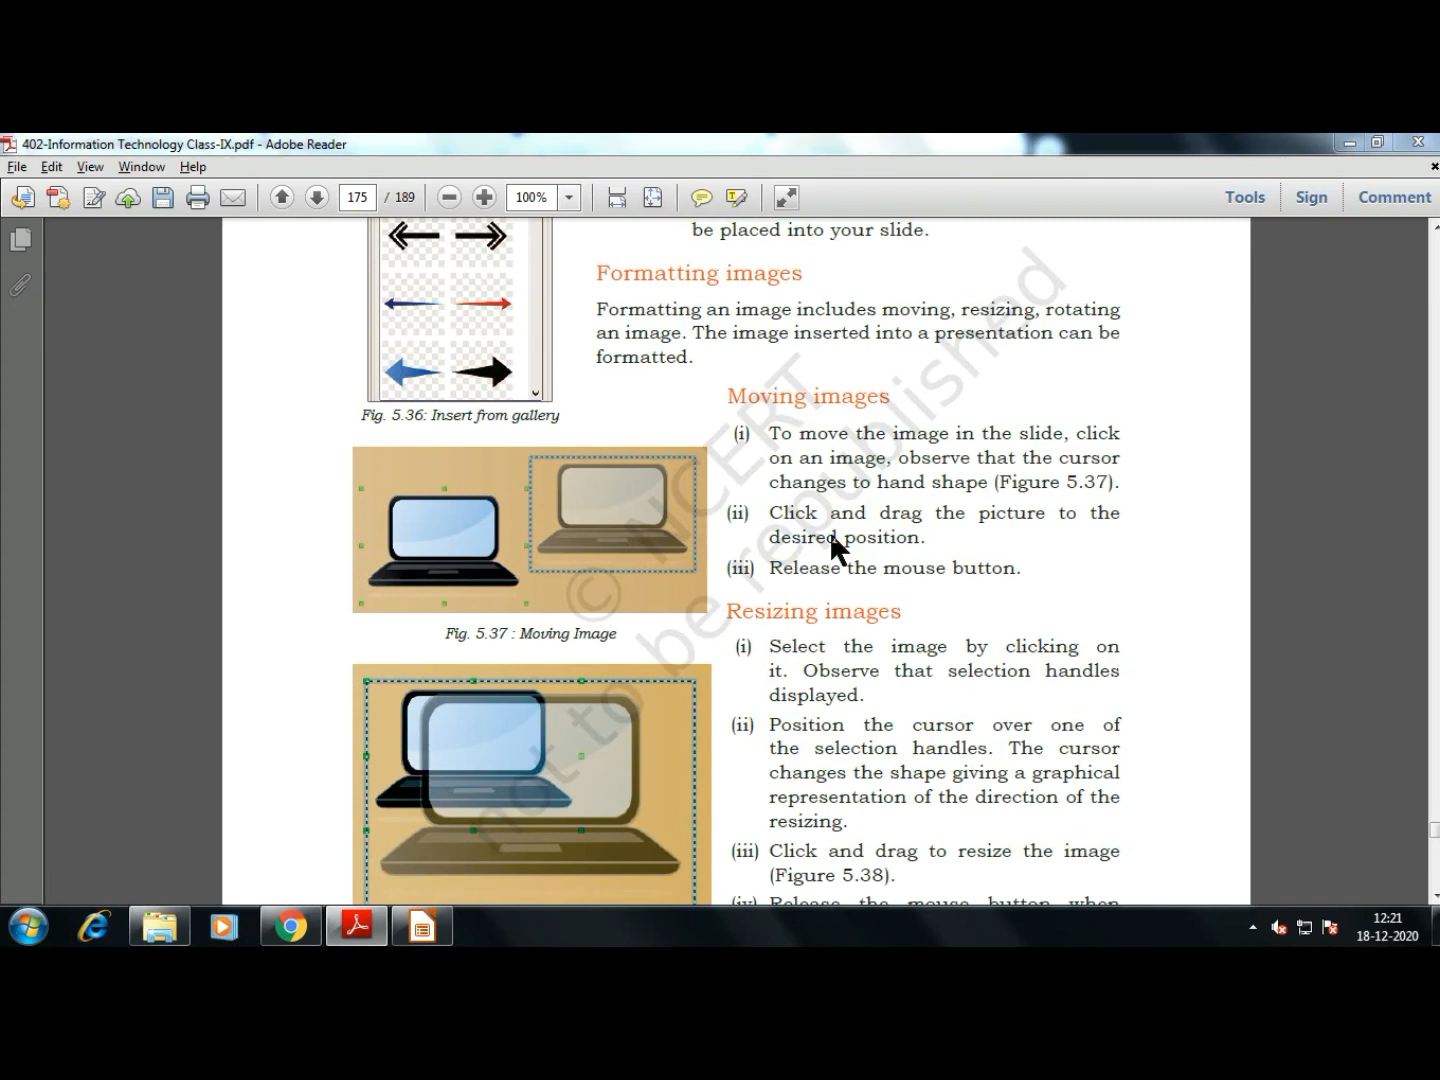 402-Information Technology Class-IX.pdf - Adobe Reader
File Edit View Window Help
175 / 189 100% Tools Sign Comment
be placed into your slide.
Formatting images
Formatting an image includes moving, resizing, rotating
an image. The image inserted into a presentation can be
formatted.
Fig. 5.36: Insert from gallery
Moving images
(i) To move the image in the slide, click
on an image, observe that the cursor
changes to hand shape (Figure 5.37).
(ii) Click and drag the picture to the
desired position.
(iii) Release the mouse button.
Fig. 5.37 : Moving Image
Resizing images
(i) Select the image by clicking on
it. Observe that selection handles
displayed.
(ii) Position the cursor over one of
the selection handles. The cursor
changes the shape giving a graphical
representation of the direction of the
resizing.
(iii) Click and drag to resize the image
(Figure 5.38).
(iv) Release the mouse button when
© NCERT
not to be republished
12:21
18-12-2020